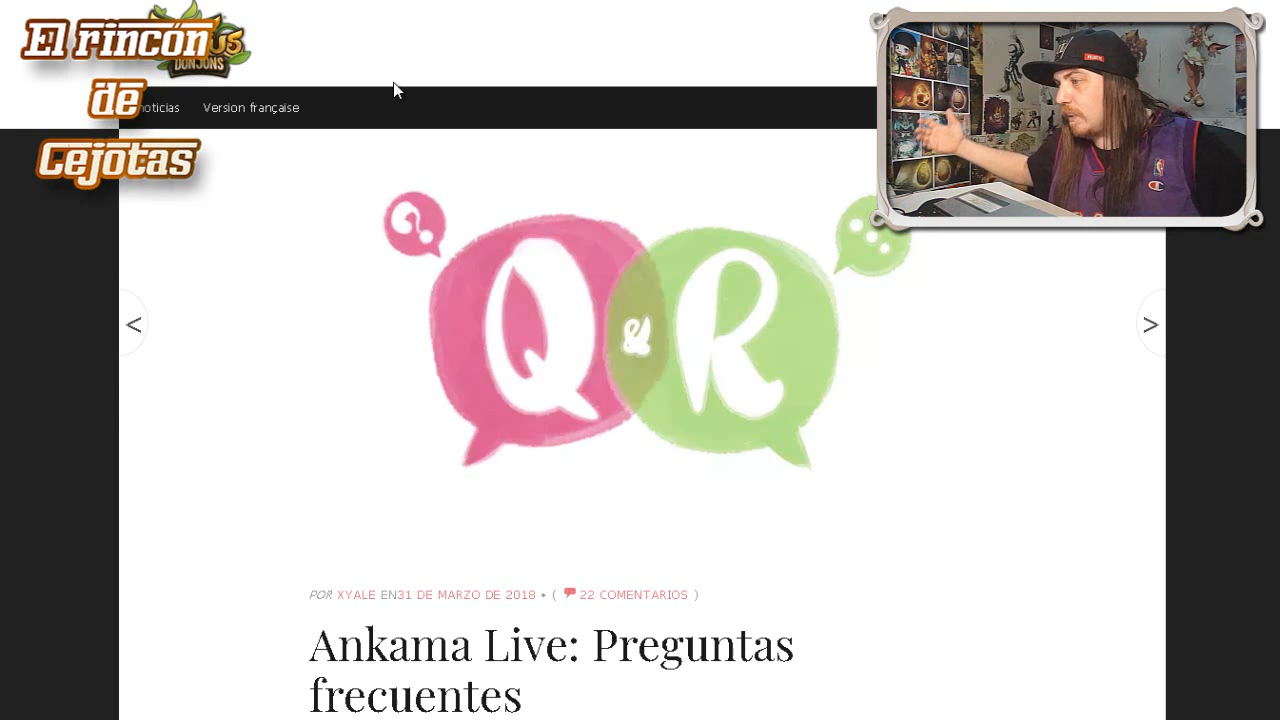 El rincón
de
Cejotas
US
DONJONS
noticias Version française
Q & R
POR XYALE EN31 DE MARZO DE 2018 • ( 22 COMENTARIOS )
Ankama Live: Preguntas
frecuentes